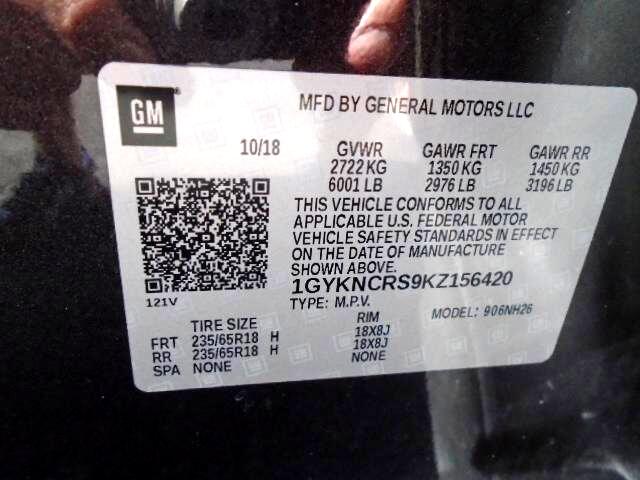 GM
MFD BY GENERAL MOTORS LLC
10/18 GVWR GAWR FRT GAWR RR
2722 KG 1350 KG 1450 KG
6001 LB 2976 LB 3196 LB
THIS VEHICLE CONFORMS TO ALL
APPLICABLE U.S. FEDERAL MOTOR
VEHICLE SAFETY STANDARDS IN EFFECT
ON THE DATE OF MANUFACTURE
SHOWN ABOVE.
1GYKNCRS9KZ156420
121V TYPE: M.P.V. MODEL: 906NH26
TIRE SIZE RIM
FRT 235/65R18 H 18X8J
RR 235/65R18 H 18X8J
SPA NONE NONE